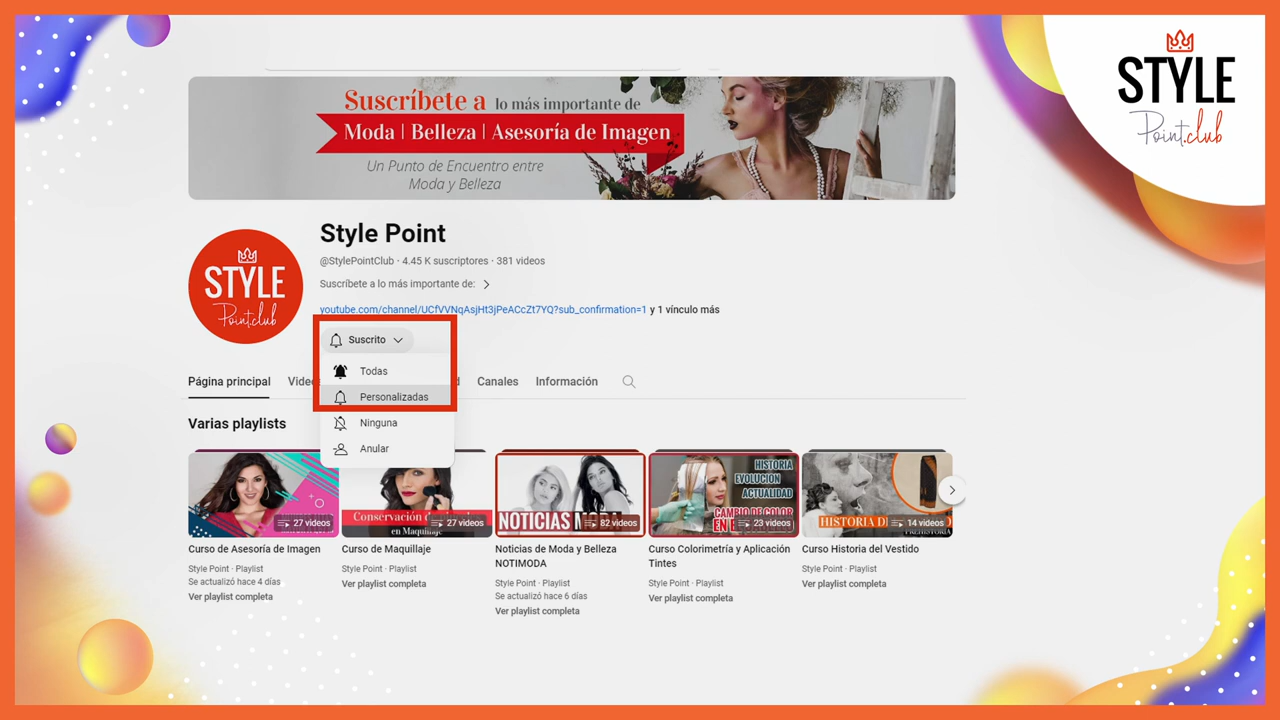 STYLE
Point.club
Suscríbete a lo más importante de
Moda | Belleza | Asesoría de Imagen
Un Punto de Encuentro entre
Moda y Belleza
STYLE
Point.club
Style Point
@StylePointClub · 4.45 K suscriptores · 381 videos
Suscríbete a lo más importante de:
youtube.com/channel/UCfVVNqAsjHt3jPeACcZt7YQ?sub_confirmation=1 y 1 vínculo más
Suscrito
Todas
Personalizadas
Ninguna
Anular
Página principal
Canales
Información
Varias playlists
27 videos
Conservación
en Maquillaje
27 videos
NOTICIAS
82 videos
HISTORIA
EVOLUCION
ACTUALIDAD
CAMBIO DE COLOR
23 videos
HISTORIA
14 videos
PREHISTORIA
Curso de Asesoría de Imagen
Style Point · Playlist
Se actualizó hace 4 días
Ver playlist completa
Curso de Maquillaje
Style Point · Playlist
Ver playlist completa
Noticias de Moda y Belleza
NOTIMODA
Style Point · Playlist
Se actualizó hace 6 días
Ver playlist completa
Curso Colorimetría y Aplicación
Tintes
Style Point · Playlist
Ver playlist completa
Curso Historia del Vestido
Style Point · Playlist
Ver playlist completa